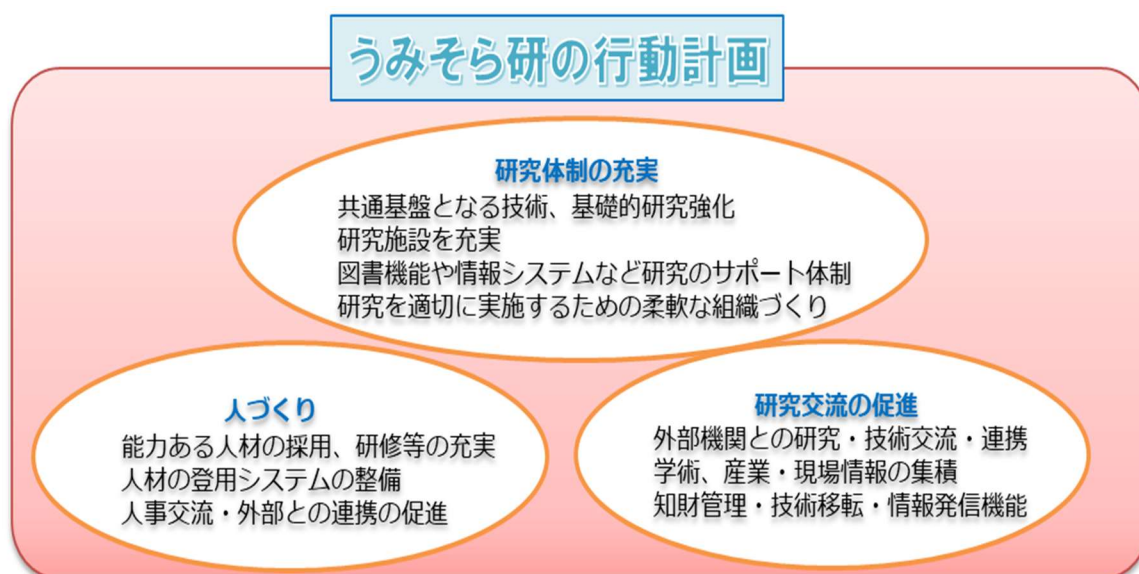 うみそら研の行動計画
研究体制の充実
共通基盤となる技術、基礎的研究強化
研究施設を充実
図書機能や情報システムなど研究のサポート体制
研究を適切に実施するための柔軟な組織づくり
人づくり
能力ある人材の採用、研修等の充実
人材の登用システムの整備
人事交流・外部との連携の促進
研究交流の促進
外部機関との研究・技術交流・連携
学術、産業・現場情報の集積
知財管理・技術移転・情報発信機能